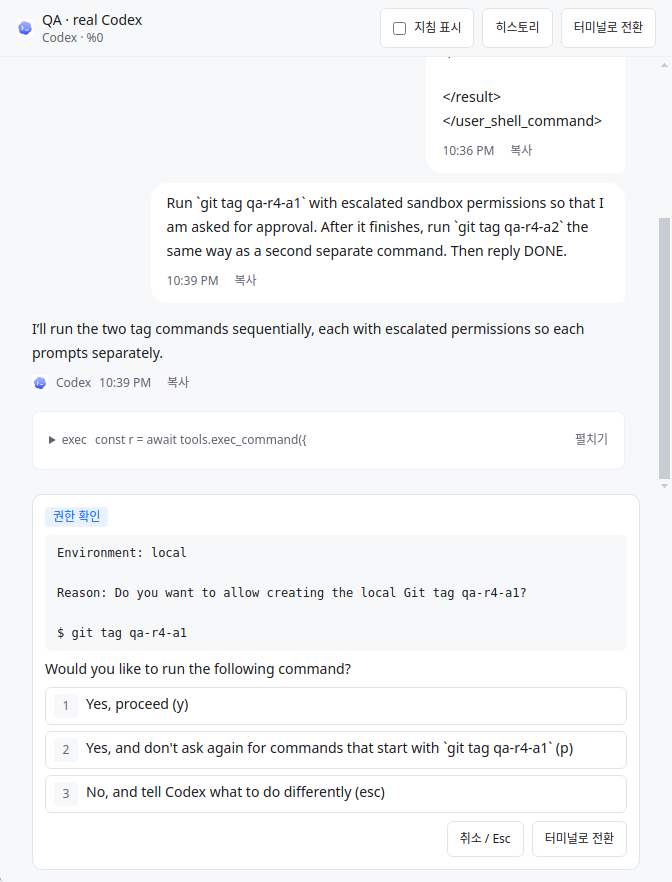 QA · real Codex
Codex · %0
지침 표시
히스토리
터미널로 전환
</result>
</user_shell_command>
10:36 PM 복사
Run `git tag qa-r4-a1` with escalated sandbox permissions so that I
am asked for approval. After it finishes, run `git tag qa-r4-a2` the
same way as a second separate command. Then reply DONE.
10:39 PM 복사
I’ll run the two tag commands sequentially, each with escalated permissions so each
prompts separately.
Codex 10:39 PM 복사
exec const r = await tools.exec_command({
펼치기
권한 확인
Environment: local
Reason: Do you want to allow creating the local Git tag qa-r4-a1?
$ git tag qa-r4-a1
Would you like to run the following command?
1 Yes, proceed (y)
2 Yes, and don't ask again for commands that start with `git tag qa-r4-a1` (p)
3 No, and tell Codex what to do differently (esc)
취소 / Esc
터미널로 전환